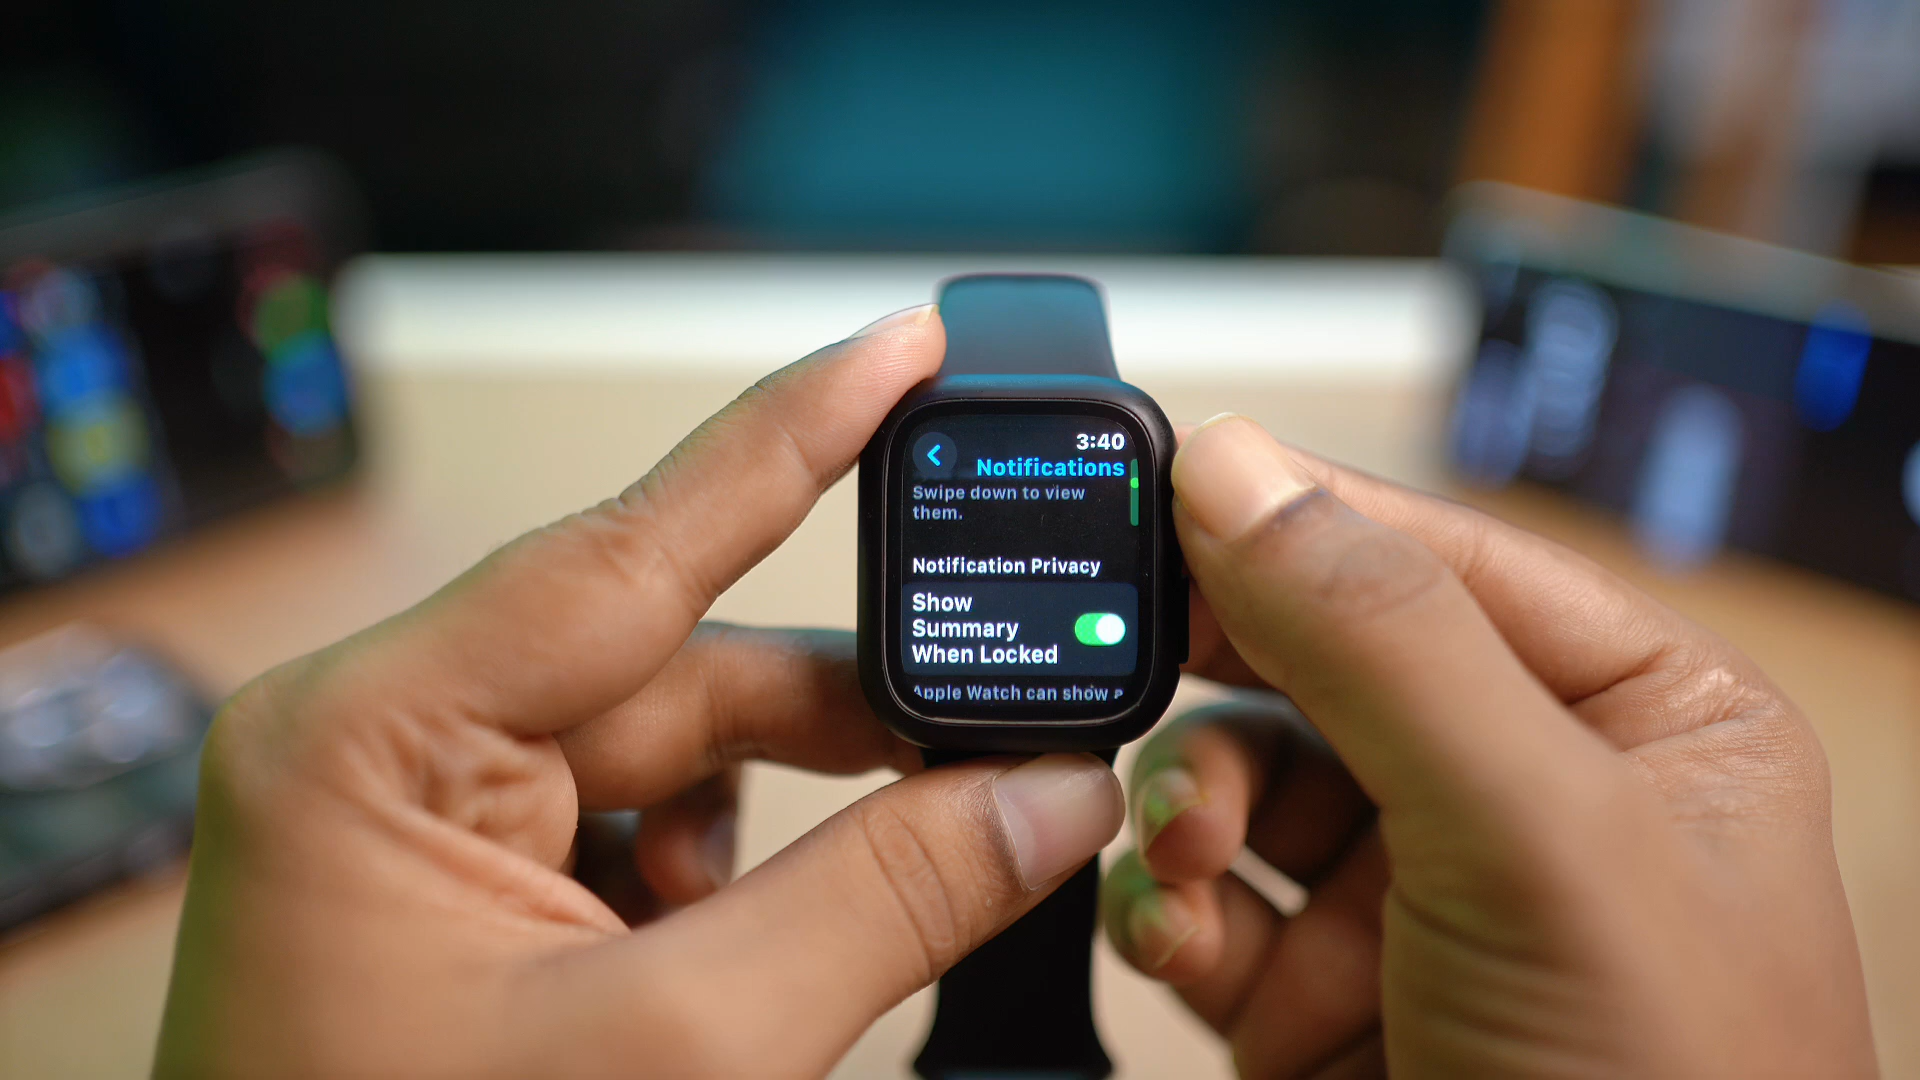 3:40
Notifications
Swipe down to view
them.
Notification Privacy
Show
Summary
When Locked
Apple Watch can show a